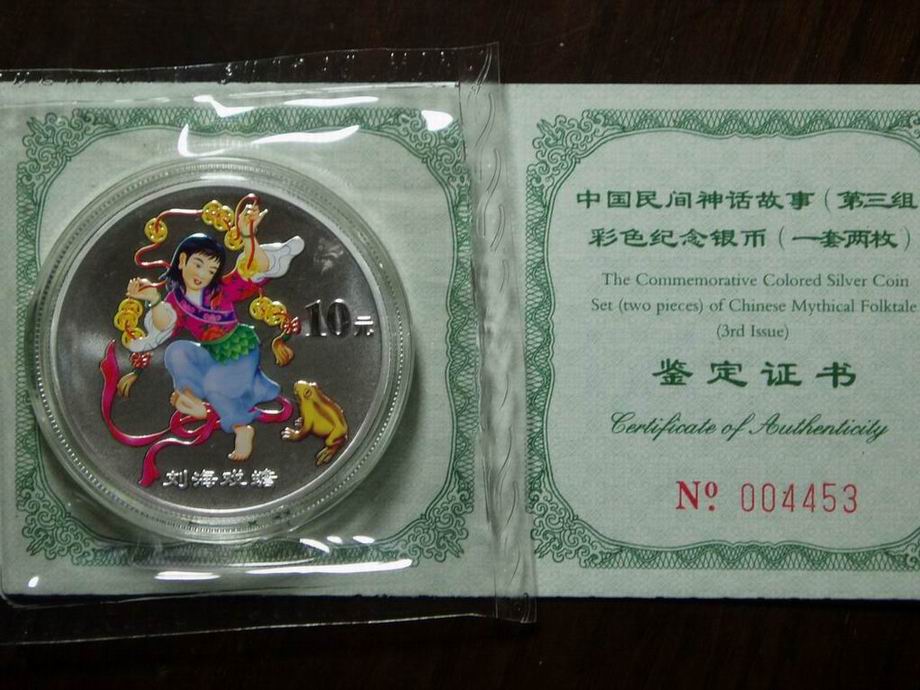 10元
刘海戏蟾
中国民间神话故事（第三组
彩色纪念银币（一套两枚）
The Commemorative Colored Silver Coin
Set (two pieces) of Chinese Mythical Folktale
(3rd Issue)
鉴定证书
Certificate of Authenticity
Nº 004453